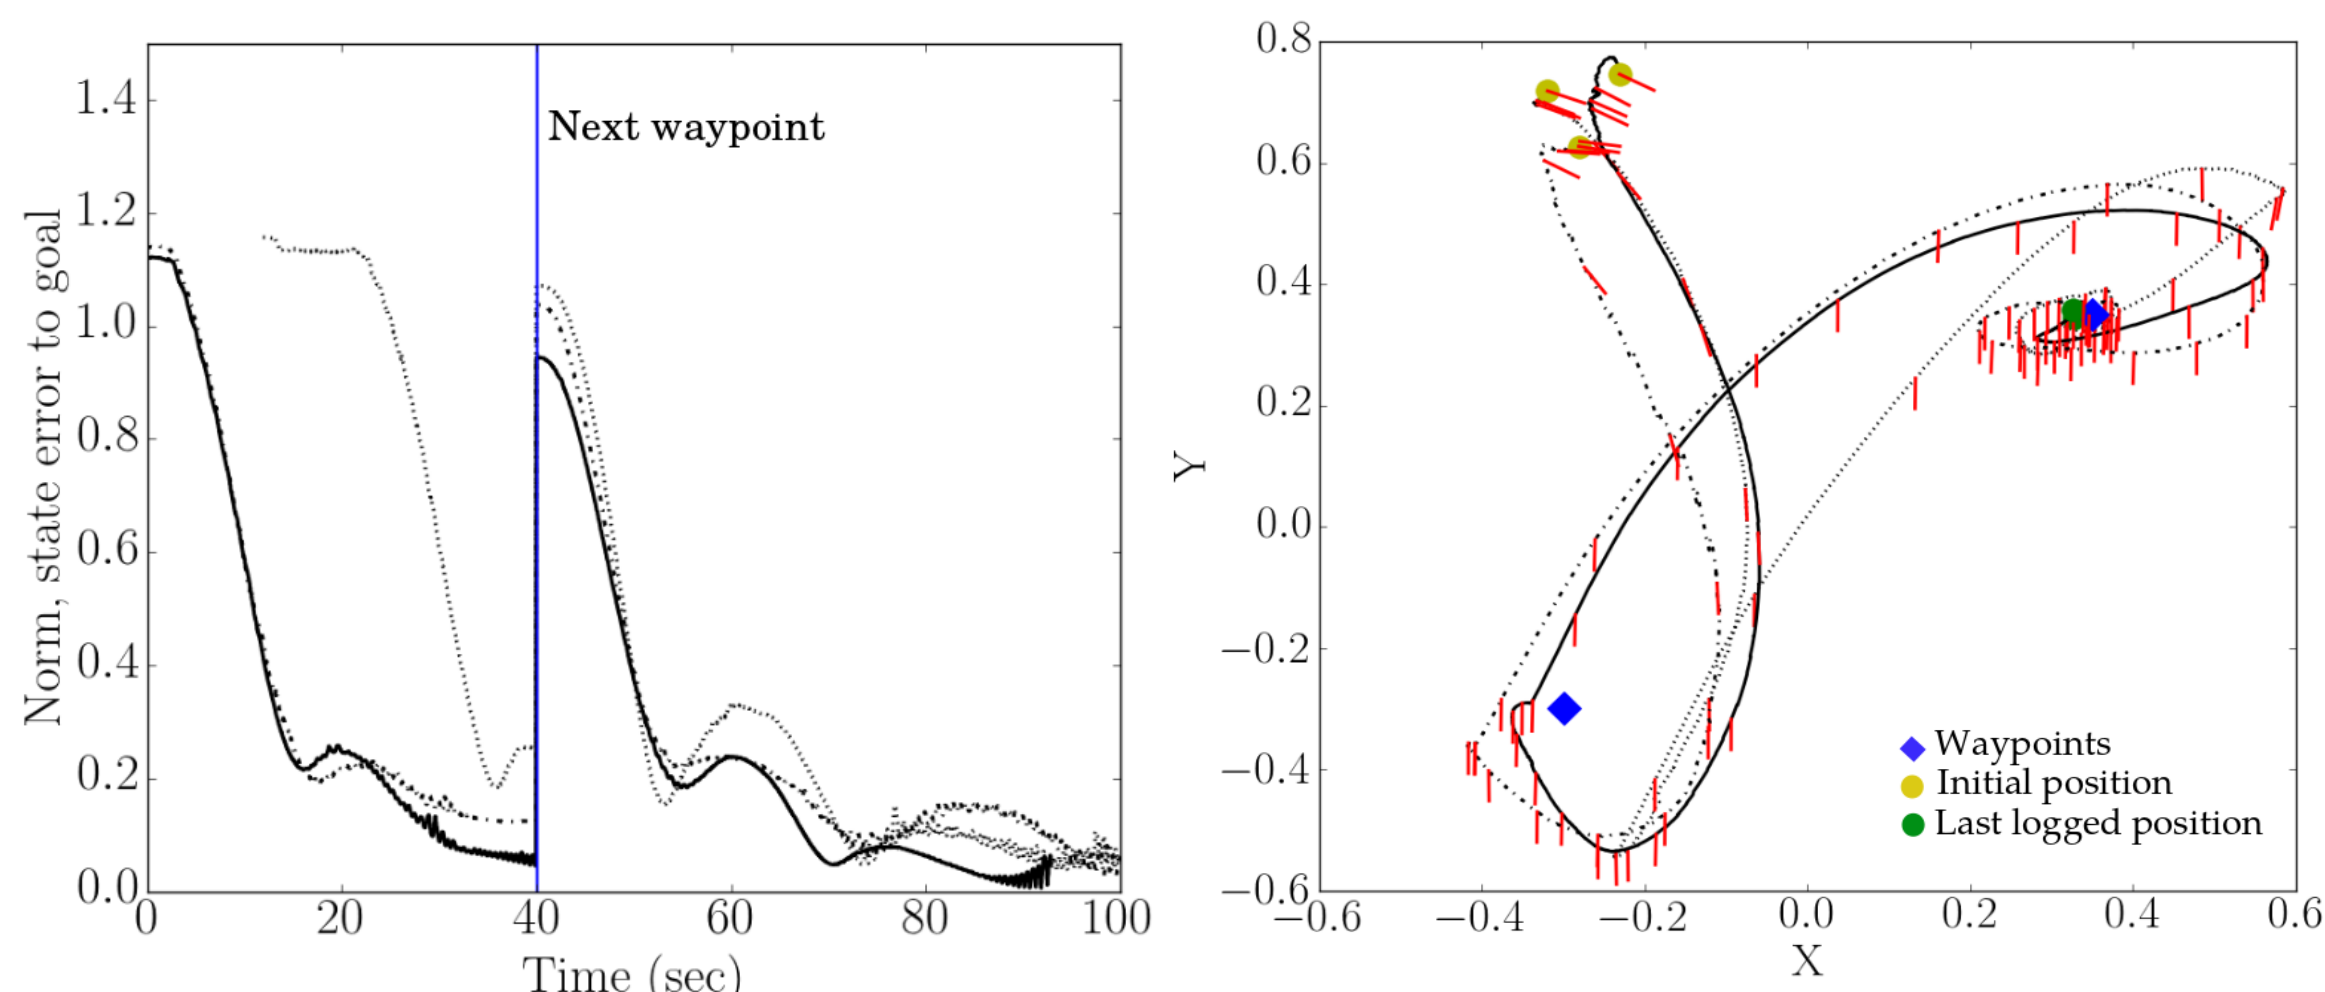 1.4
1.2
1.0
0.8
0.6
0.4
0.2
0.0
Norm, state error to goal
Next waypoint
0 20 40 60 80 100
Time (sec)
0.8
0.6
0.4
0.2
0.0
−0.2
−0.4
−0.6
Y
Waypoints
Initial position
Last logged position
−0.6 −0.4 −0.2 0.0 0.2 0.4 0.6
X